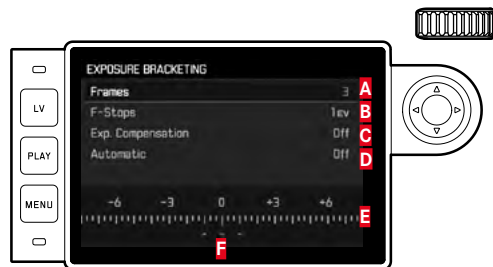 EXPOSURE BRACKETING
Frames 3 A
F-Stops 1EV B
Exp. Compensation Off C
Automatic Off D
-6 -3 0 +3 +6
E
F
LV
PLAY
MENU